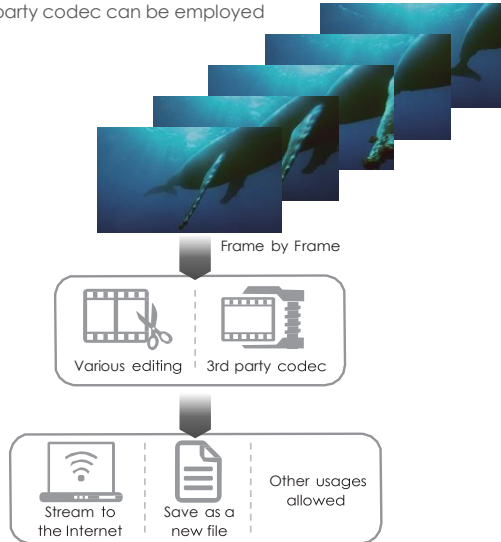 party codec can be employed
Frame by Frame
Various editing
3rd party codec
Stream to
the Internet
Save as a
new file
Other usages
allowed